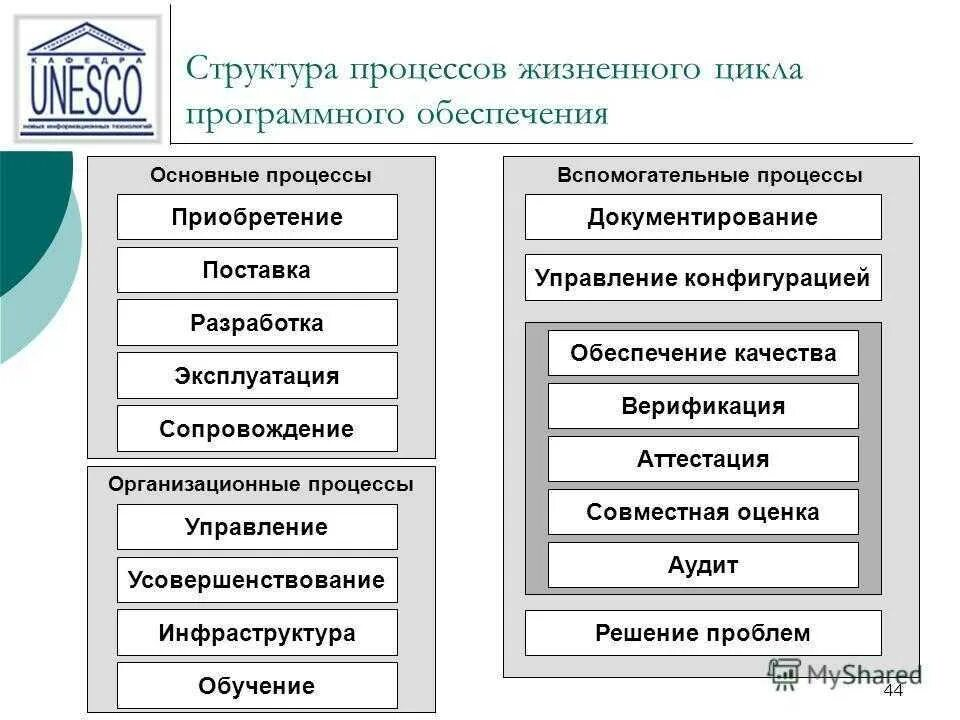 КАФЕДРА
UNESCO
новых информационных технологий
Структура процессов жизненного цикла
программного обеспечения
Основные процессы
Приобретение
Поставка
Разработка
Эксплуатация
Сопровождение
Организационные процессы
Управление
Усовершенствование
Инфраструктура
Обучение
Вспомогательные процессы
Документирование
Управление конфигурацией
Обеспечение качества
Верификация
Аттестация
Совместная оценка
Аудит
Решение проблем
MyShared
44